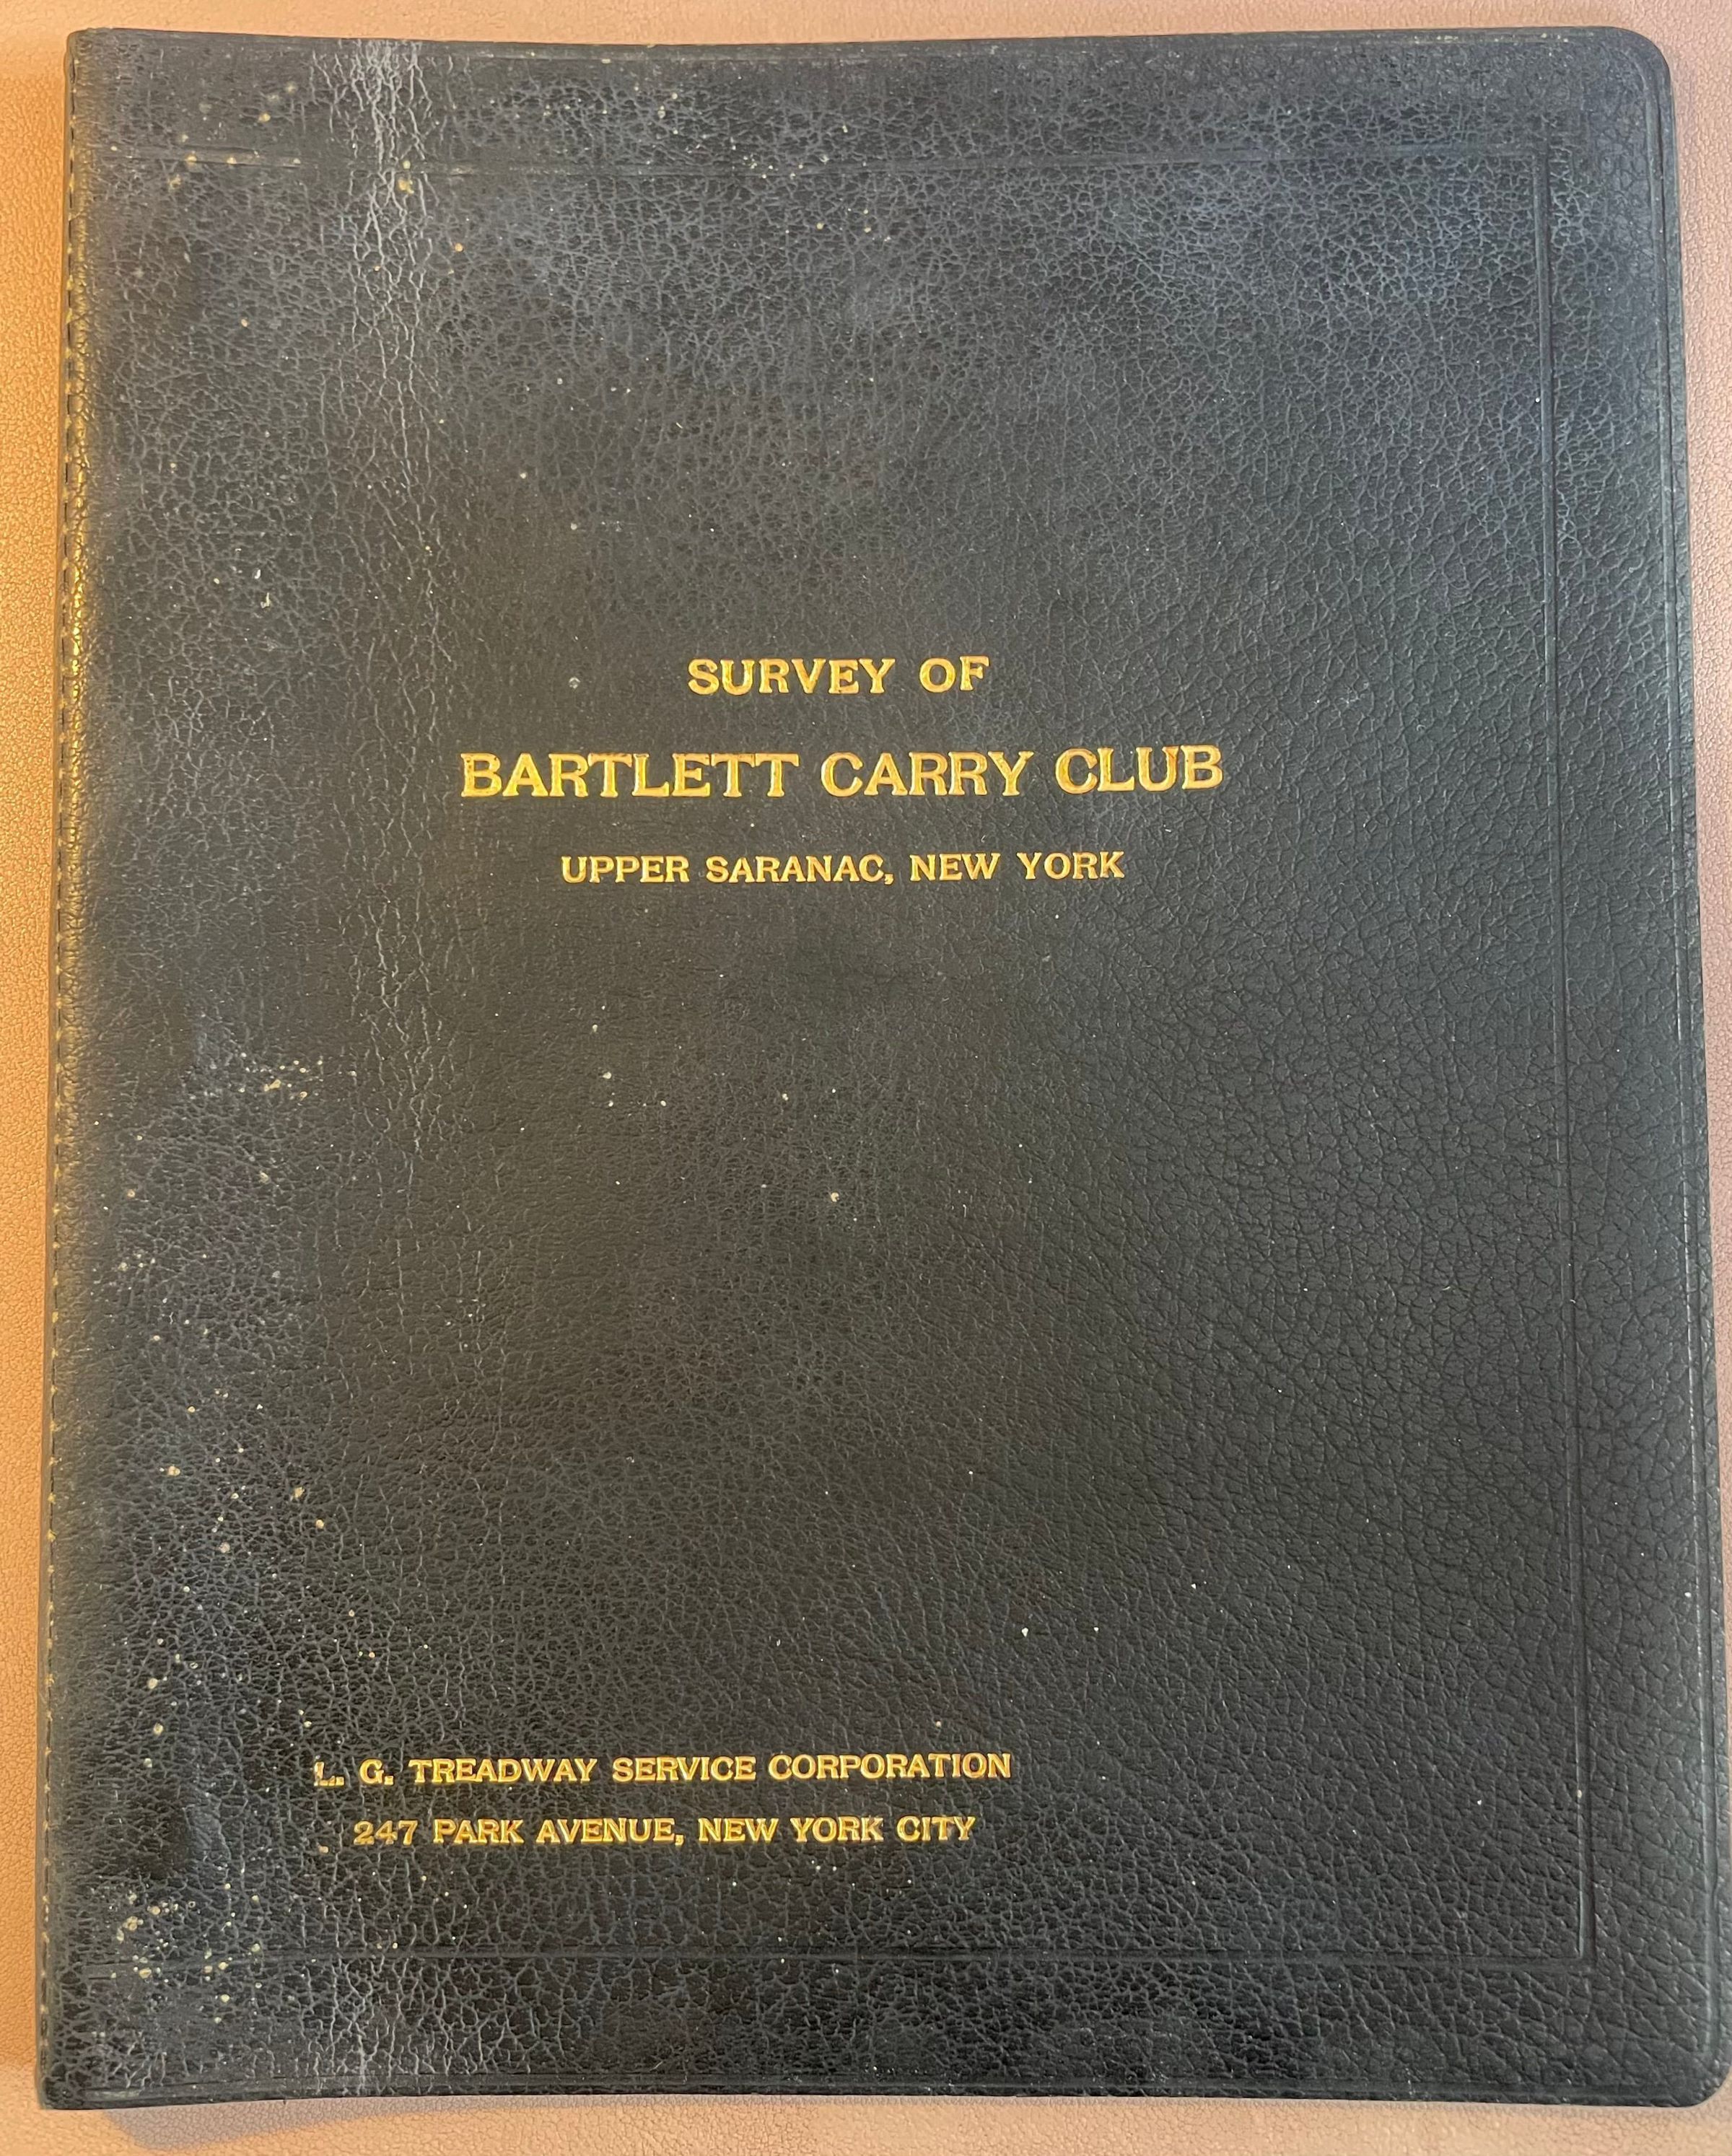 SURVEY OF
BARTLETT CARRY CLUB
UPPER SARANAC, NEW YORK
L. G. TREADWAY SERVICE CORPORATION
247 PARK AVENUE, NEW YORK CITY